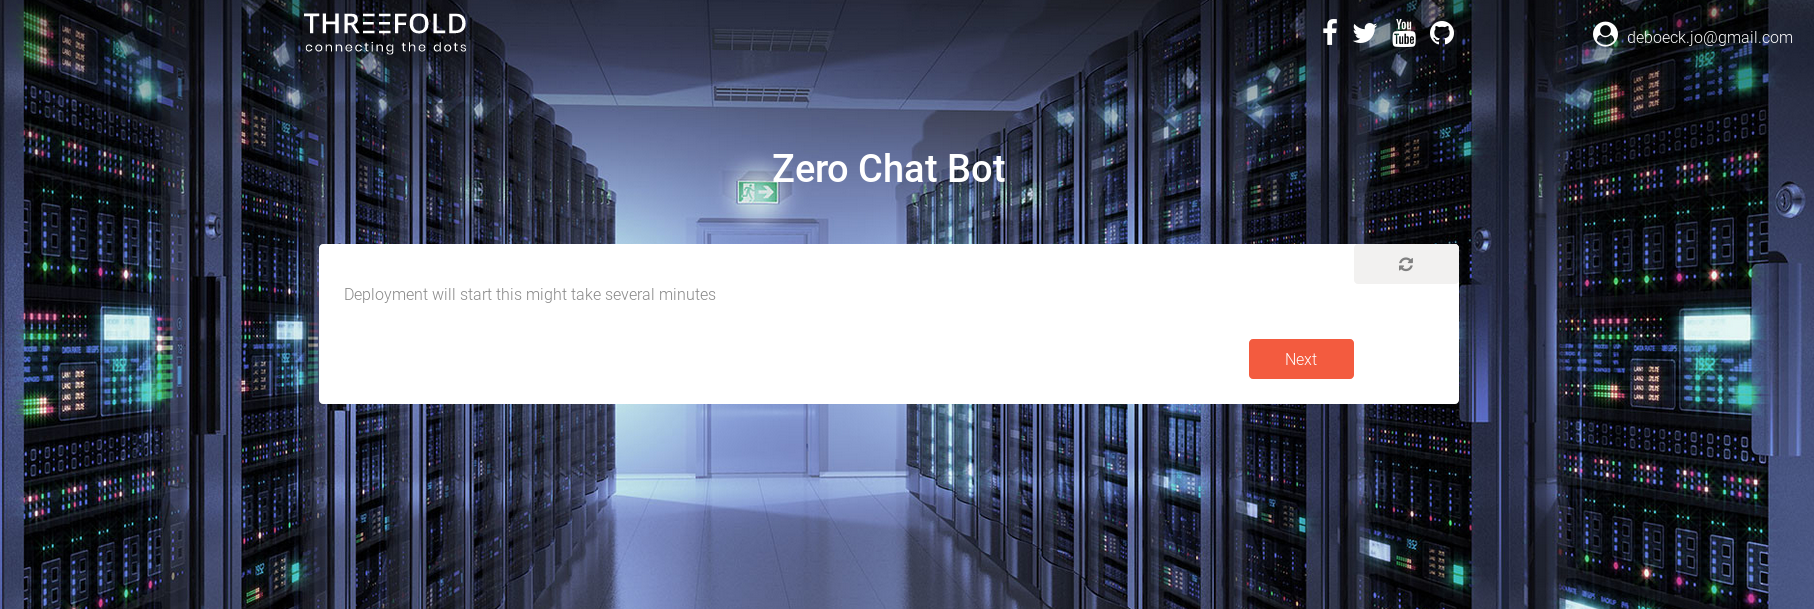 THREEFOLD
connecting the dots
You
Tube
deboeck.jo@gmail.com
Zero Chat Bot
Deployment will start this might take several minutes
Next